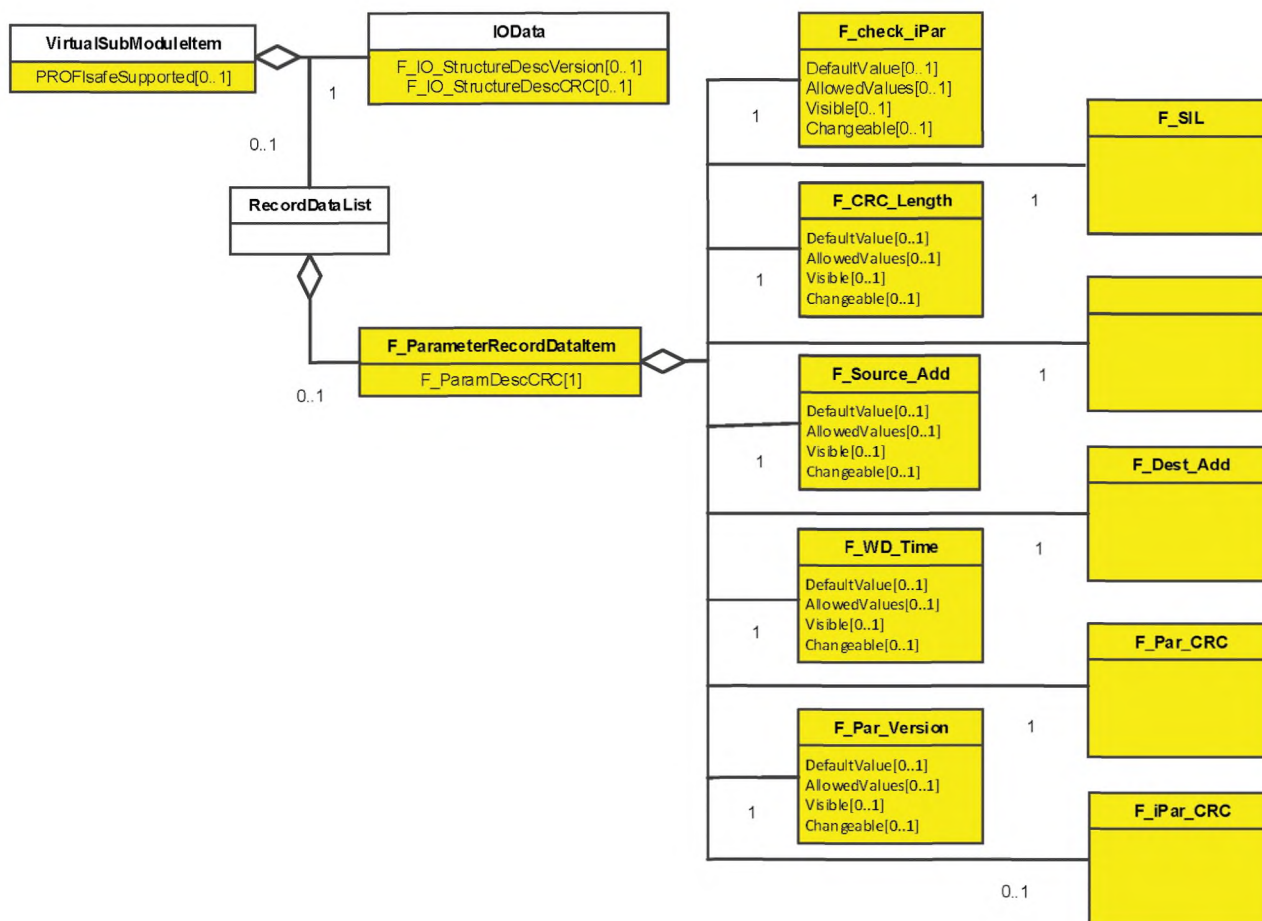 VirtualSubModuleItem
PROFIsafeSupported[0..1]
IOData
F_IO_StructureDescVersion[0..1]
F_IO_StructureDescCRC[0..1]
1
0..1
RecordDataList
0..1
F_ParameterRecordDataItem
F_ParamDescCRC[1]
F_check_iPar
DefaultValue[0..1]
AllowedValues[0..1]
Visible[0..1]
Changeable[0..1]
1
F_SIL
1
F_CRC_Length
DefaultValue[0..1]
AllowedValues[0..1]
Visible[0..1]
Changeable[0..1]
1
1
F_Source_Add
DefaultValue[0..1]
AllowedValues[0..1]
Visible[0..1]
Changeable[0..1]
1
F_Dest_Add
1
F_WD_Time
DefaultValue[0..1]
AllowedValues[0..1]
Visible[0..1]
Changeable[0..1]
1
F_Par_CRC
1
F_Par_Version
DefaultValue[0..1]
AllowedValues[0..1]
Visible[0..1]
Changeable[0..1]
1
F_iPar_CRC
0..1